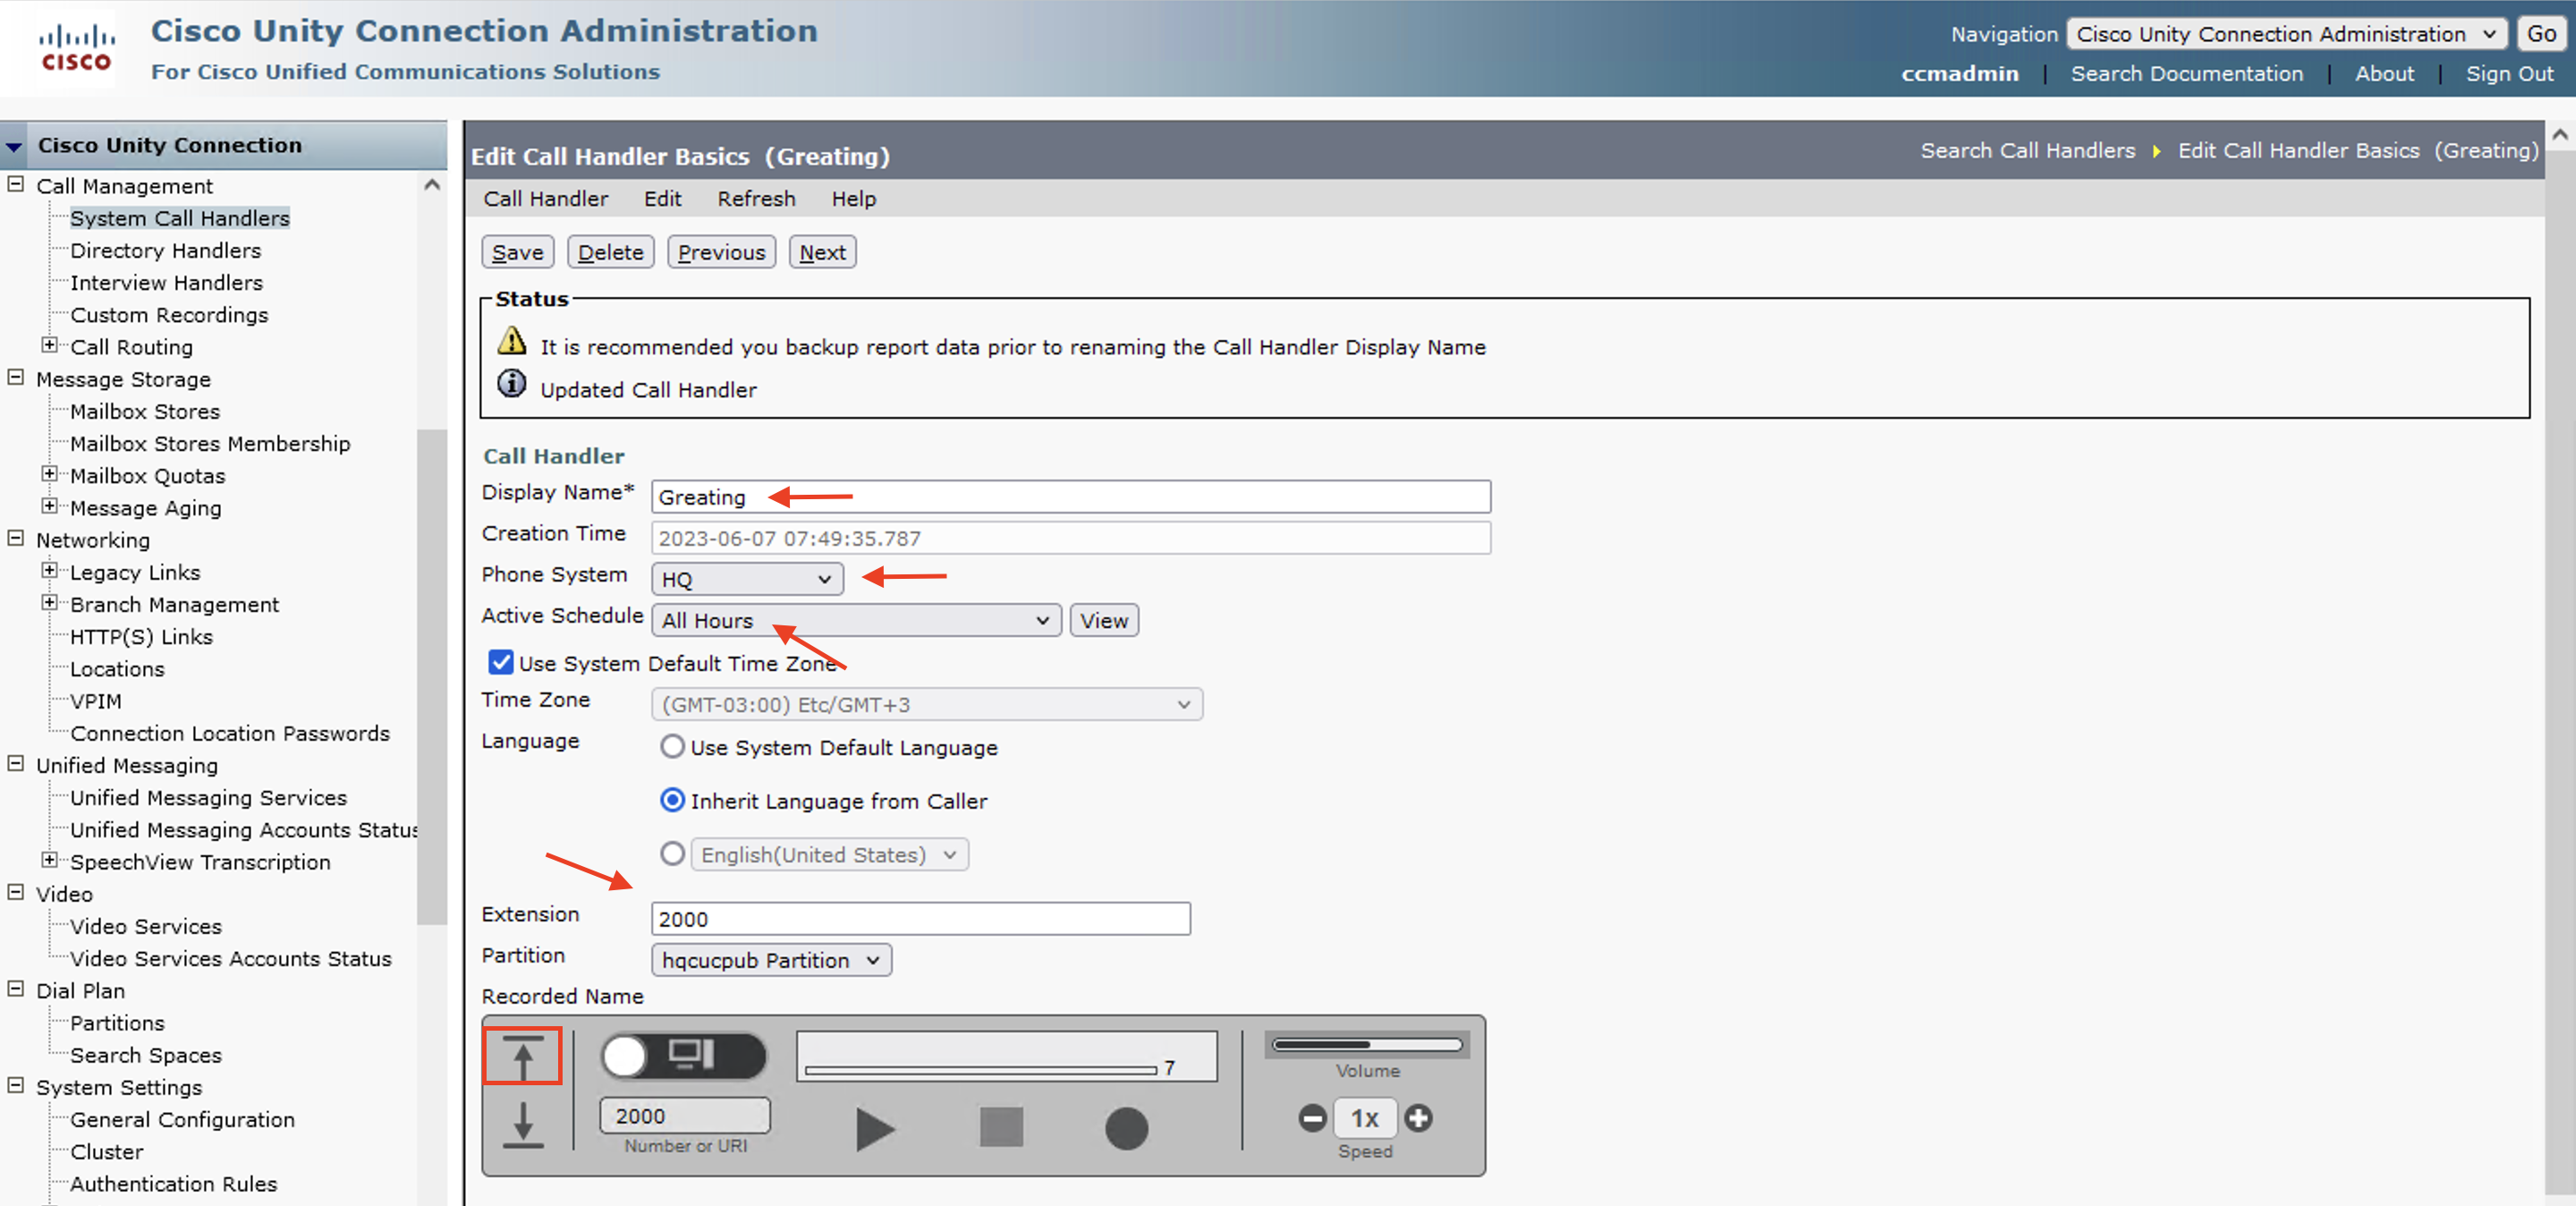 Cisco Unity Connection Administration
For Cisco Unified Communications Solutions
CISCO
Navigation Cisco Unity Connection Administration Go
ccmadmin | Search Documentation | About | Sign Out
Cisco Unity Connection
Call Management
System Call Handlers
Directory Handlers
Interview Handlers
Custom Recordings
Call Routing
Message Storage
Mailbox Stores
Mailbox Stores Membership
Mailbox Quotas
Message Aging
Networking
Legacy Links
Branch Management
HTTP(S) Links
Locations
VPIM
Connection Location Passwords
Unified Messaging
Unified Messaging Services
Unified Messaging Accounts Status
SpeechView Transcription
Video
Video Services
Video Services Accounts Status
Dial Plan
Partitions
Search Spaces
System Settings
General Configuration
Cluster
Authentication Rules
Edit Call Handler Basics (Greating)
Search Call Handlers Edit Call Handler Basics (Greating)
Call Handler Edit Refresh Help
Save Delete Previous Next
Status
It is recommended you backup report data prior to renaming the Call Handler Display Name
Updated Call Handler
Call Handler
Display Name* Greating
Creation Time 2023-06-07 07:49:35.787
Phone System HQ
Active Schedule All Hours View
Use System Default Time Zone
Time Zone (GMT-03:00) Etc/GMT+3
Language Use System Default Language
Inherit Language from Caller
English(United States)
Extension 2000
Partition hqcucpub Partition
Recorded Name
7
Volume
2000
Number or URI
1x
Speed